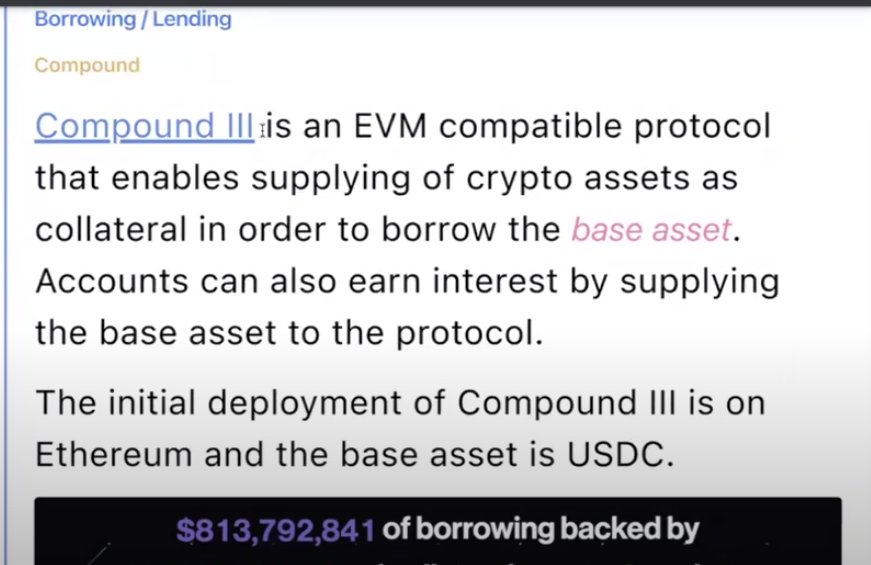 Borrowing / Lending
Compound
Compound III is an EVM compatible protocol
that enables supplying of crypto assets as
collateral in order to borrow the base asset.
Accounts can also earn interest by supplying
the base asset to the protocol.
The initial deployment of Compound III is on
Ethereum and the base asset is USDC.
$813,792,841 of borrowing backed by